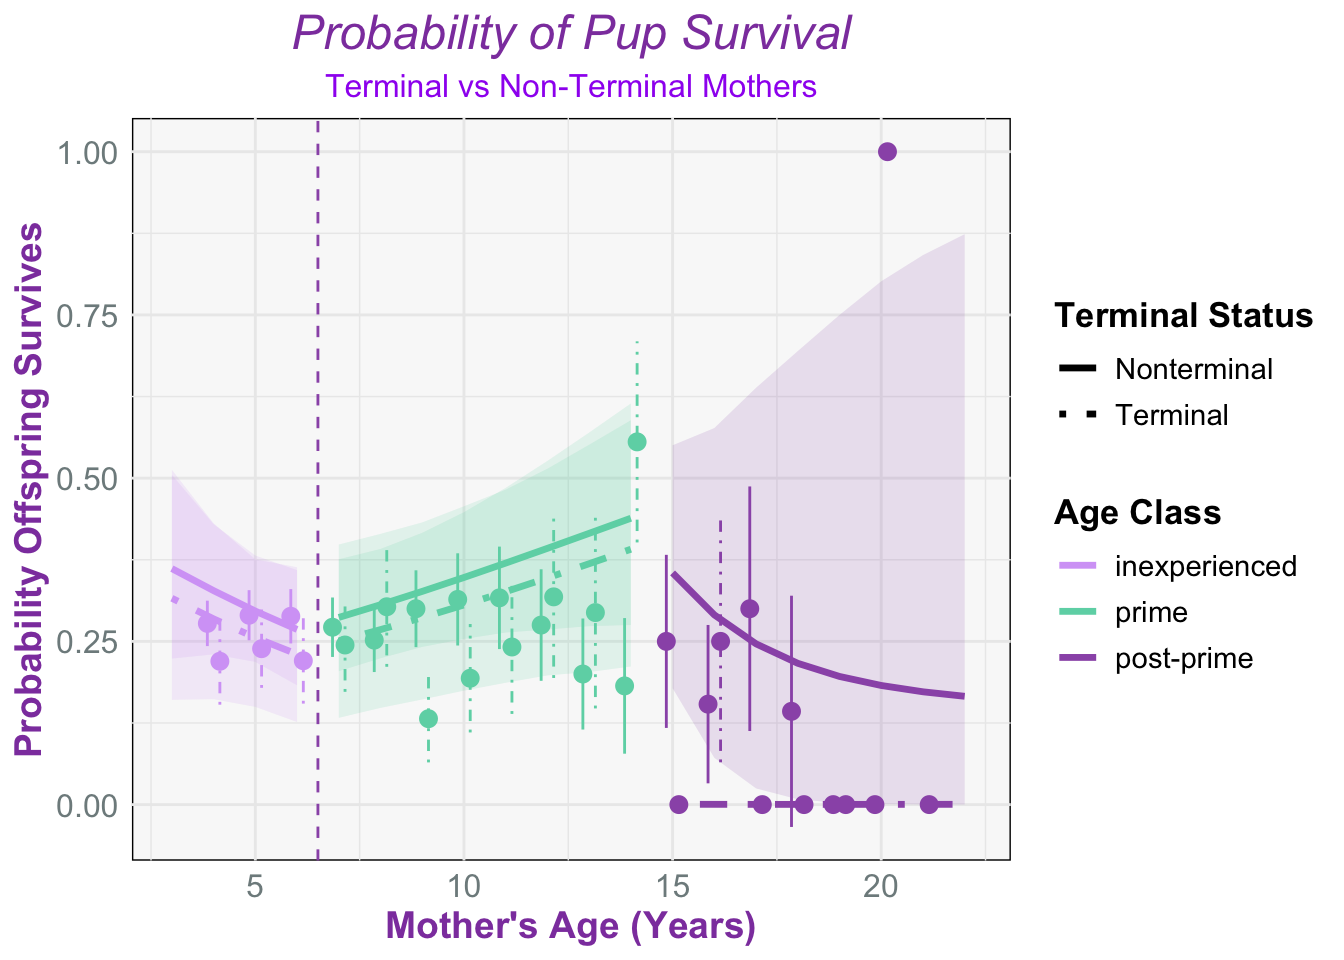 Probability of Pup Survival
Terminal vs Non-Terminal Mothers
Probability Offspring Survives
1.00
0.75
0.50
0.25
0.00
5
10
15
20
Mother's Age (Years)
Terminal Status
Nonterminal
Terminal
Age Class
inexperienced
prime
post-prime